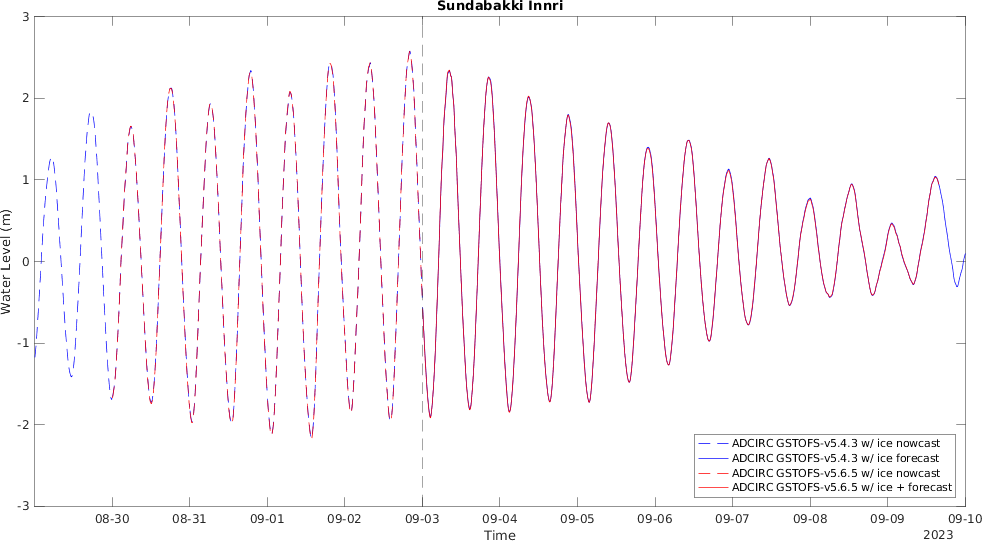 Sundabakki Innri
Water Level (m)
3
2
1
0
-1
-2
-3
ADCIRC GSTOFS-v5.4.3 w/ ice nowcast
ADCIRC GSTOFS-v5.4.3 w/ ice forecast
ADCIRC GSTOFS-v5.6.5 w/ ice nowcast
ADCIRC GSTOFS-v5.6.5 w/ ice + forecast
08-30 08-31 09-01 09-02 09-03 09-04 09-05 09-06 09-07 09-08 09-09 09-10
Time
2023